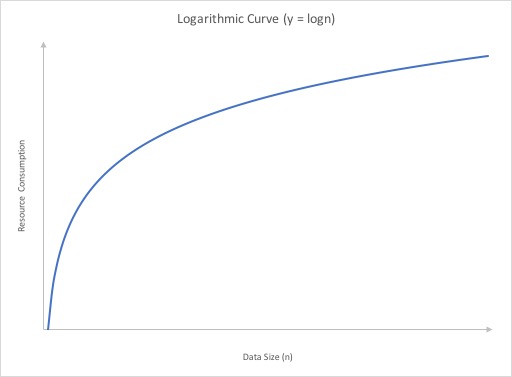 Logarithmic Curve (y = logn)
Resource Consumption
Data Size (n)